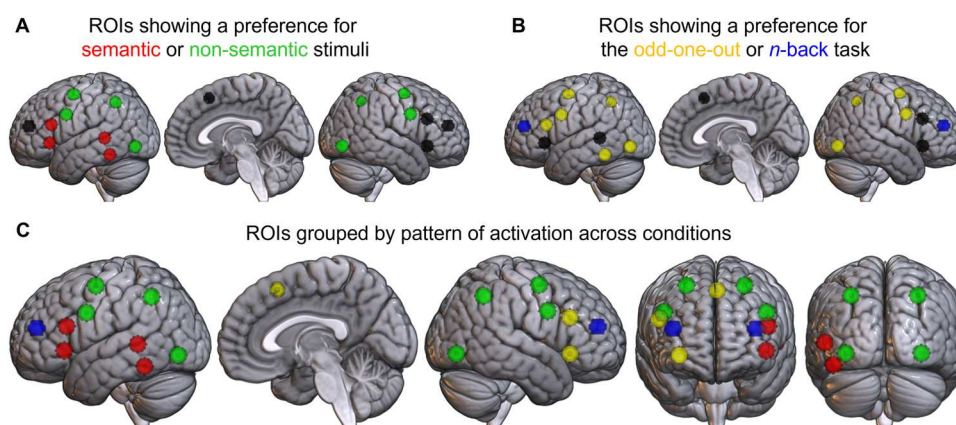 A
ROIs showing a preference for
semantic or non-semantic stimuli
B
ROIs showing a preference for
the odd-one-out or n-back task
C
ROIs grouped by pattern of activation across conditions